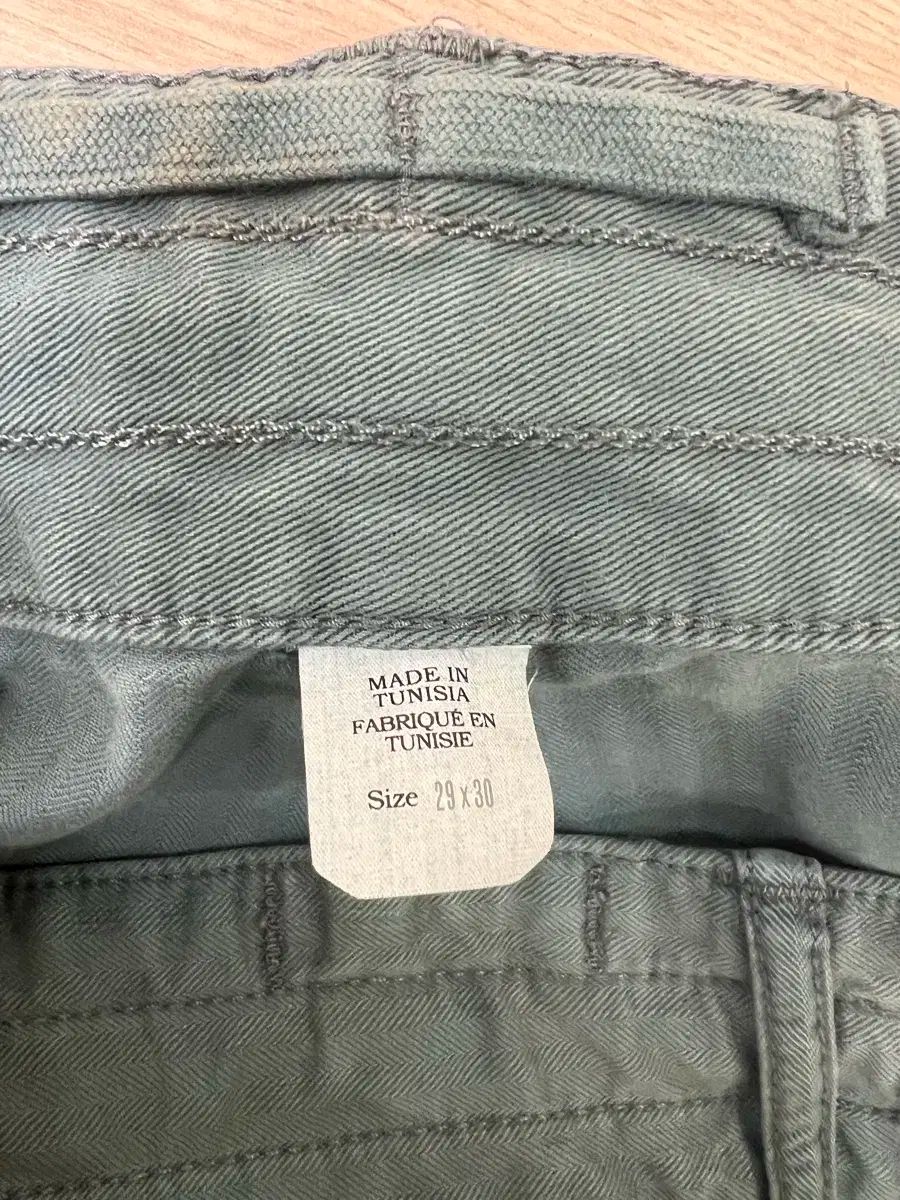 MADE IN
TUNISIA
FABRIQUÉ EN
TUNISIE
Size 29 x 30